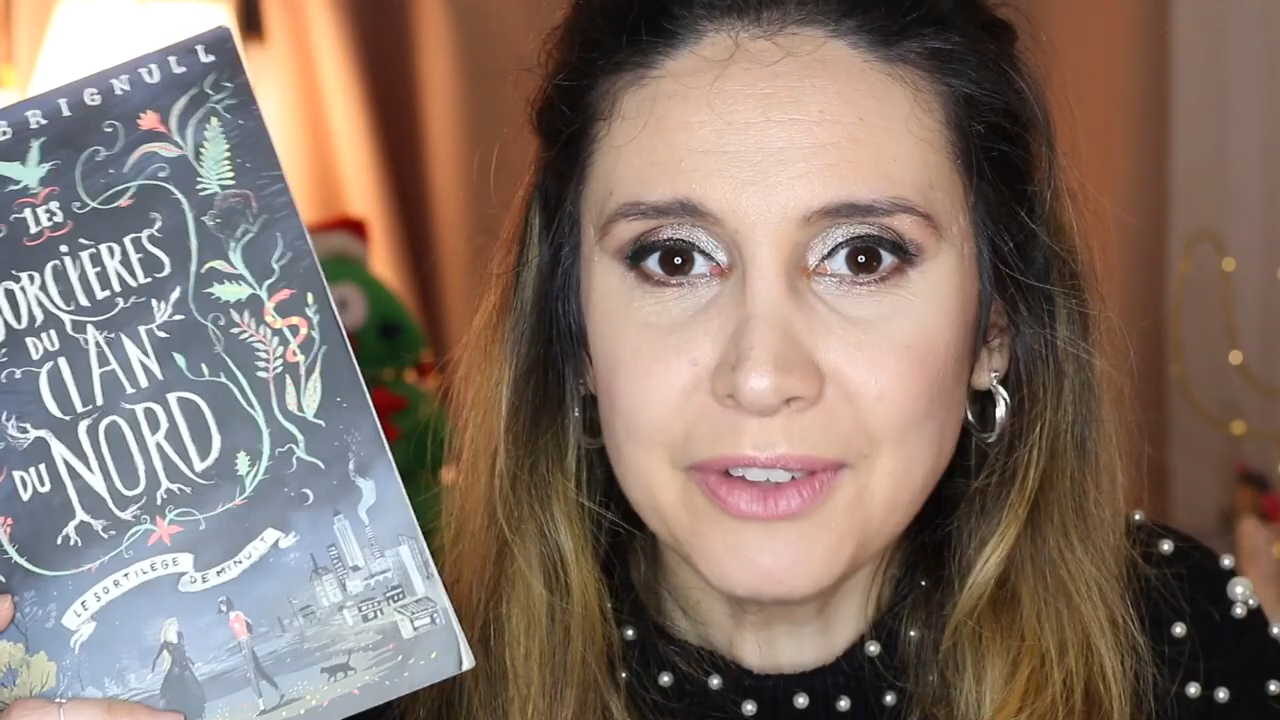 BRIGNULL
LES
SORCIÈRES
DU
CLAN
DU NORD
LE SORTILÈGE DE MINUIT